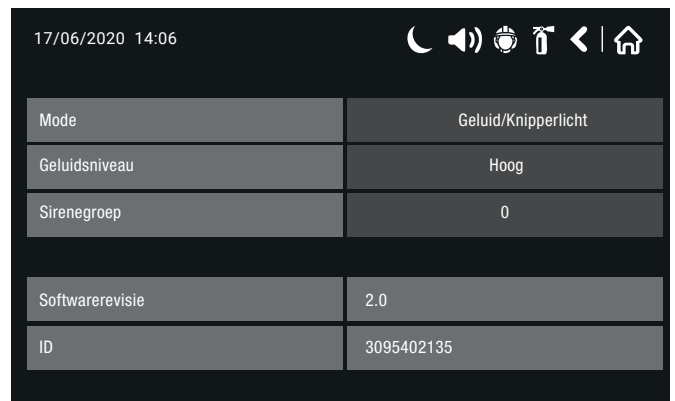 17/06/2020 14:06
Mode Geluid/Knipperlicht
Geluidsniveau Hoog
Sirenegroep 0
Softwarerevisie 2.0
ID 3095402135